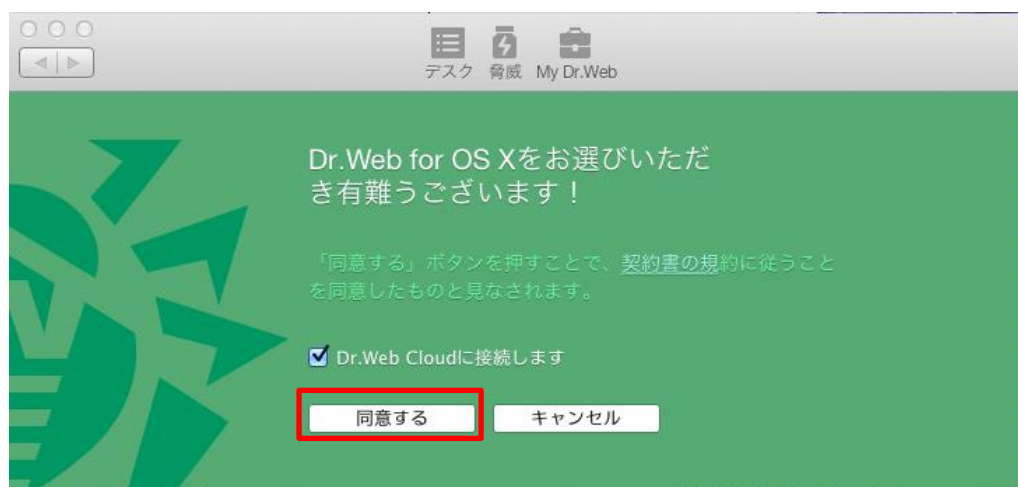 デスク 脅威 My Dr.Web
Dr.Web for OS Xをお選びいただ
き有難うございます！
「同意する」ボタンを押すことで、契約書の規約に従うこと
を同意したものと見なされます。
Dr.Web Cloudに接続します
同意する キャンセル